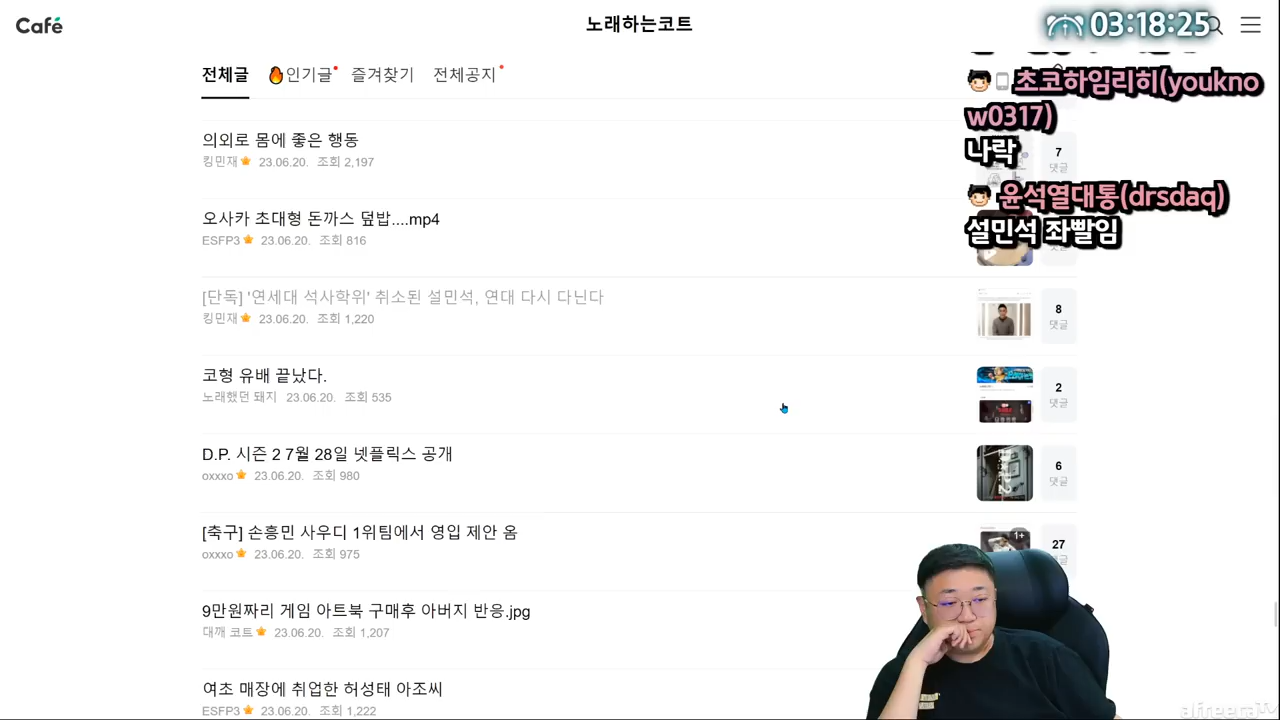 Café
노래하는코트
03:18:25
전체글
인기글
즐겨찾기
전체공지
초코하임리히(youkno
w0317)
나락
윤석열대통(drsdaq)
설민석 좌빨임
의외로 몸에 좋은 행동
킹민재 23.06.20. 조회 2,197
7
댓글
오사카 초대형 돈까스 덮밥....mp4
ESFP3 23.06.20. 조회 816
[단독] '연세대 석사학위' 취소된 설민석, 연대 다시 다닌다
킹민재 23.06.20. 조회 1,220
8
댓글
코형 유배 끝났다.
노래했던 돼지 23.06.20. 조회 535
2
댓글
D.P. 시즌 2 7월 28일 넷플릭스 공개
oxxxo 23.06.20. 조회 980
6
댓글
[축구] 손흥민 사우디 1위팀에서 영입 제안 옴
oxxxo 23.06.20. 조회 975
1+
27
9만원짜리 게임 아트북 구매후 아버지 반응.jpg
대깨 코트 23.06.20. 조회 1,207
여초 매장에 취업한 허성태 아조씨
ESFP3 23.06.20. 조회 1,222
afreecaTV